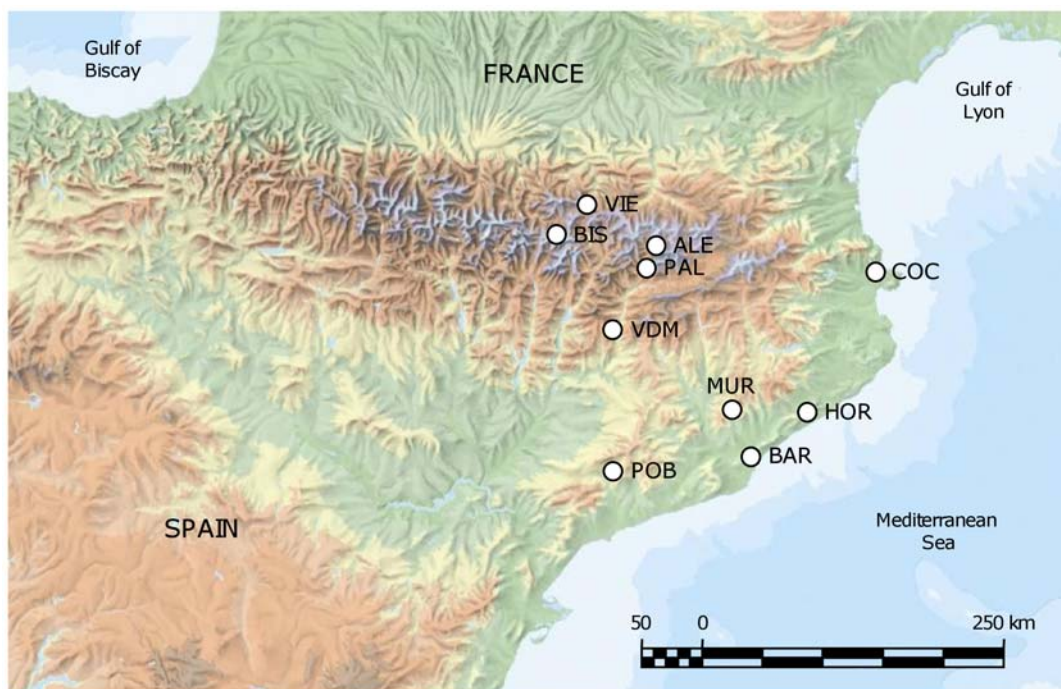 Gulf of
Biscay
FRANCE
Gulf of
Lyon
VIE
BIS
ALE
PAL
COC
VDM
MUR
HOR
BAR
POB
SPAIN
Mediterranean
Sea
50 0 250 km